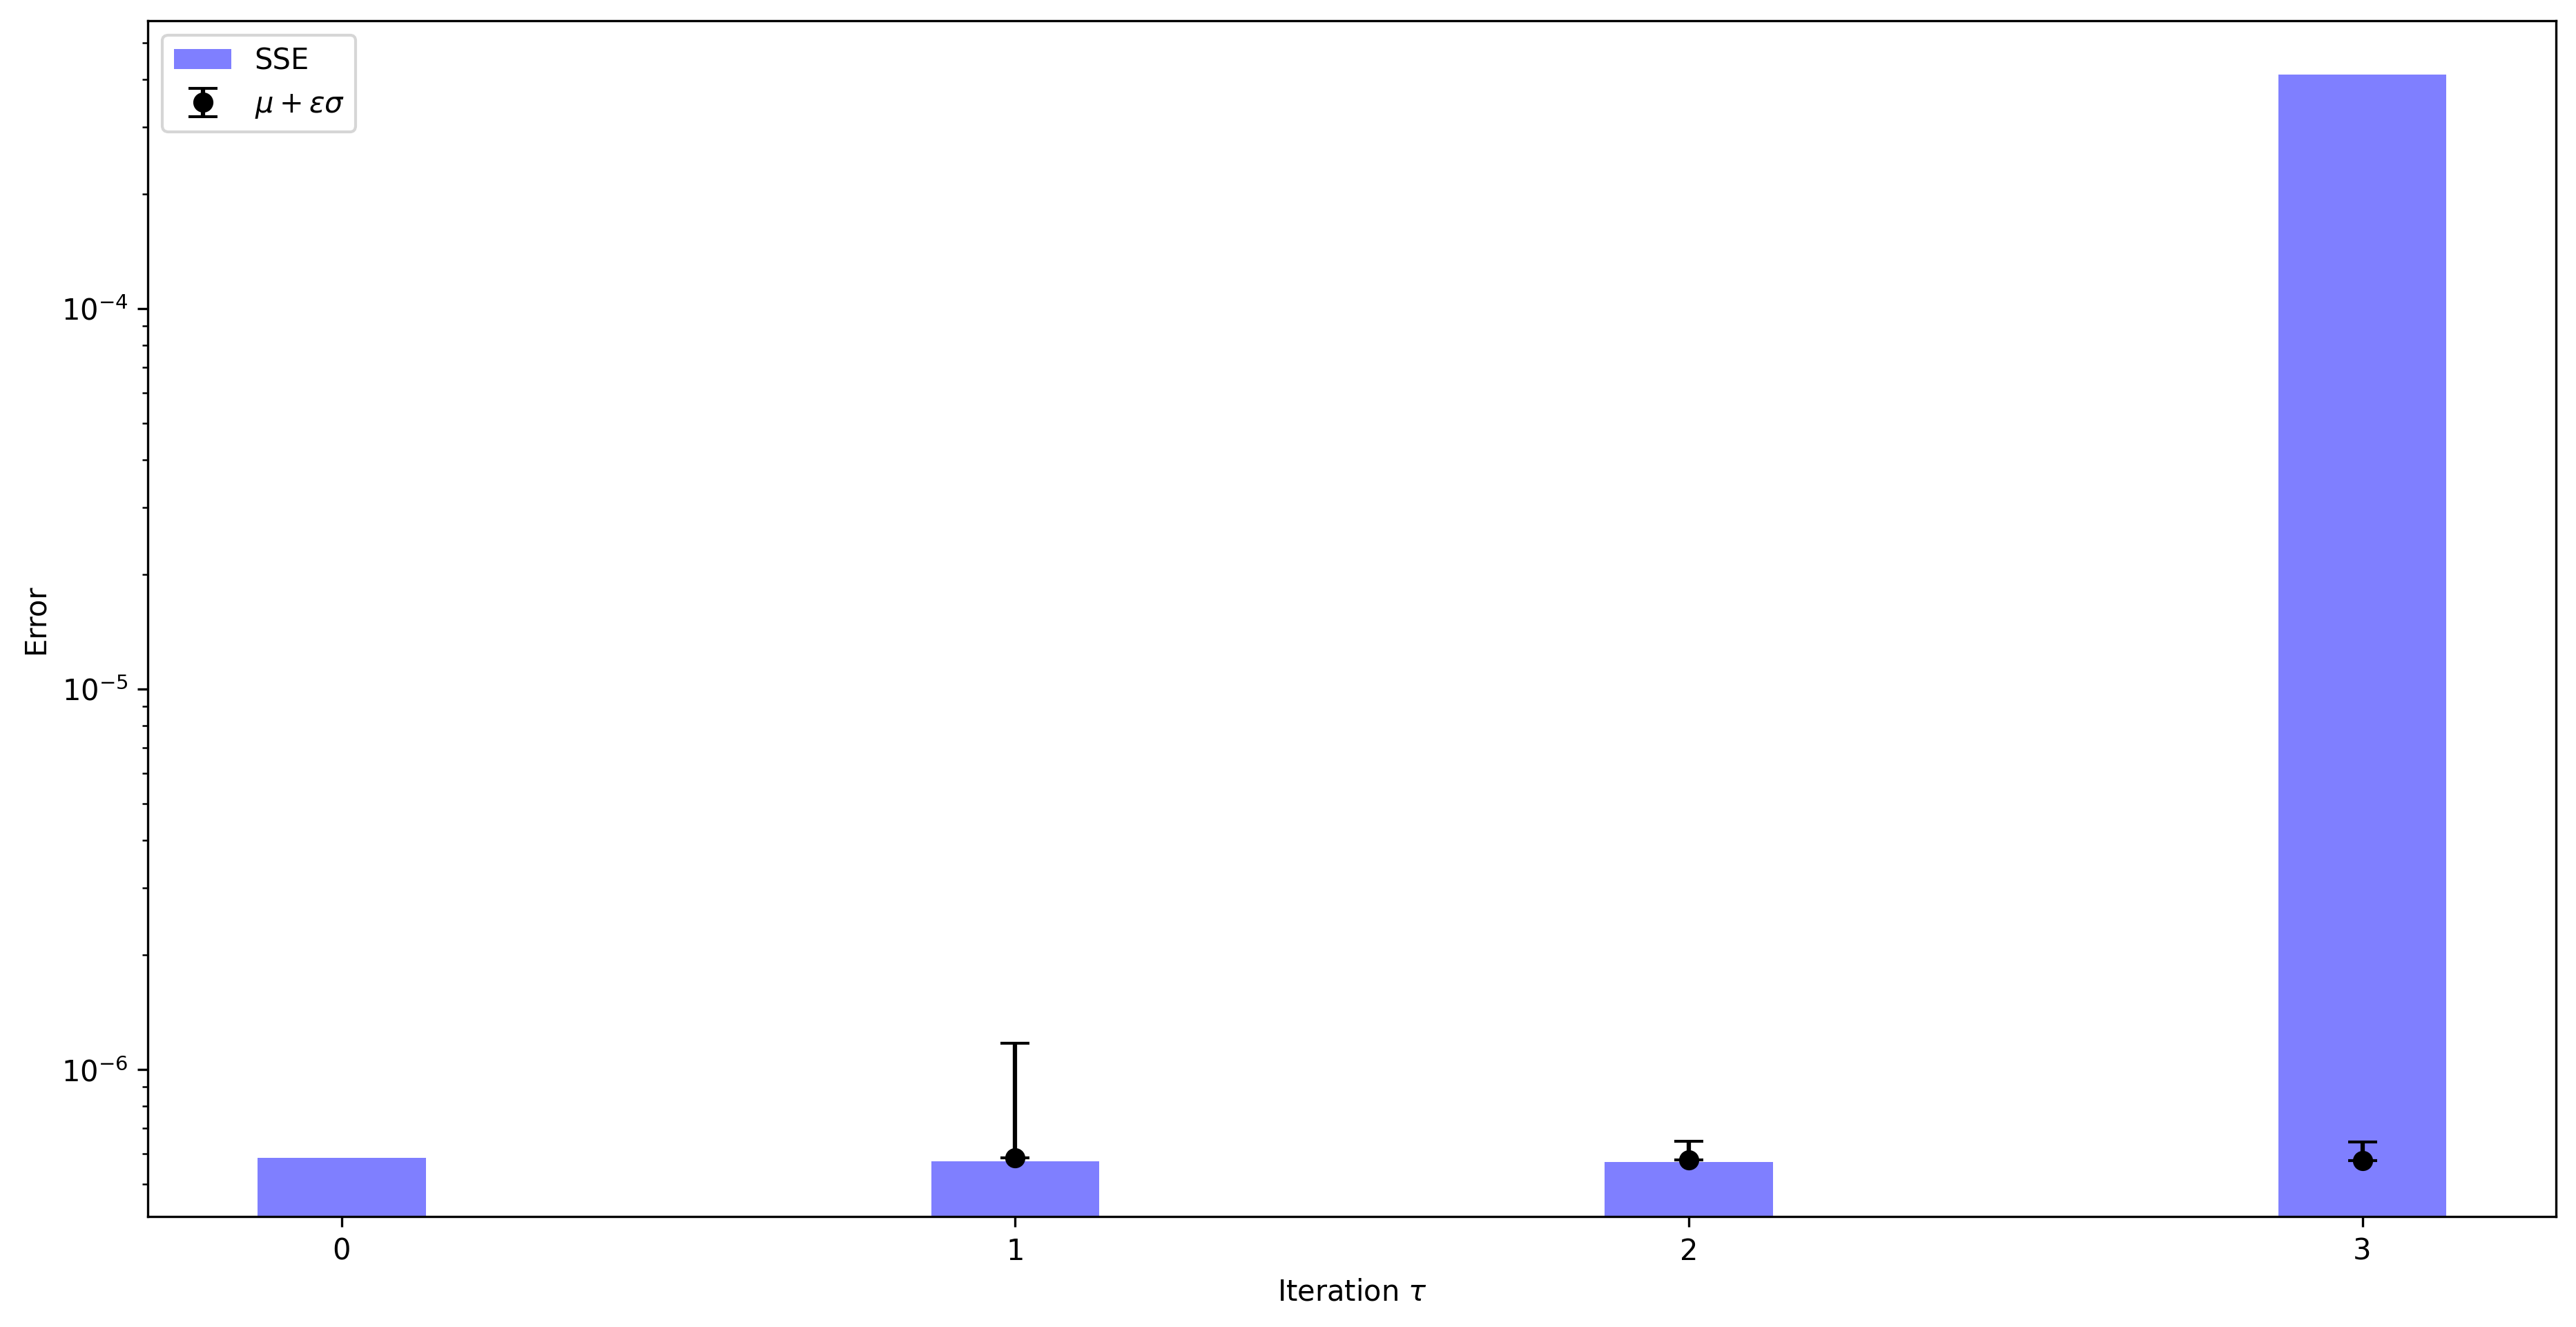 SSE
μ + εσ
10⁻⁴
10⁻⁵
10⁻⁶
Error
0 1 2 3
Iteration τ